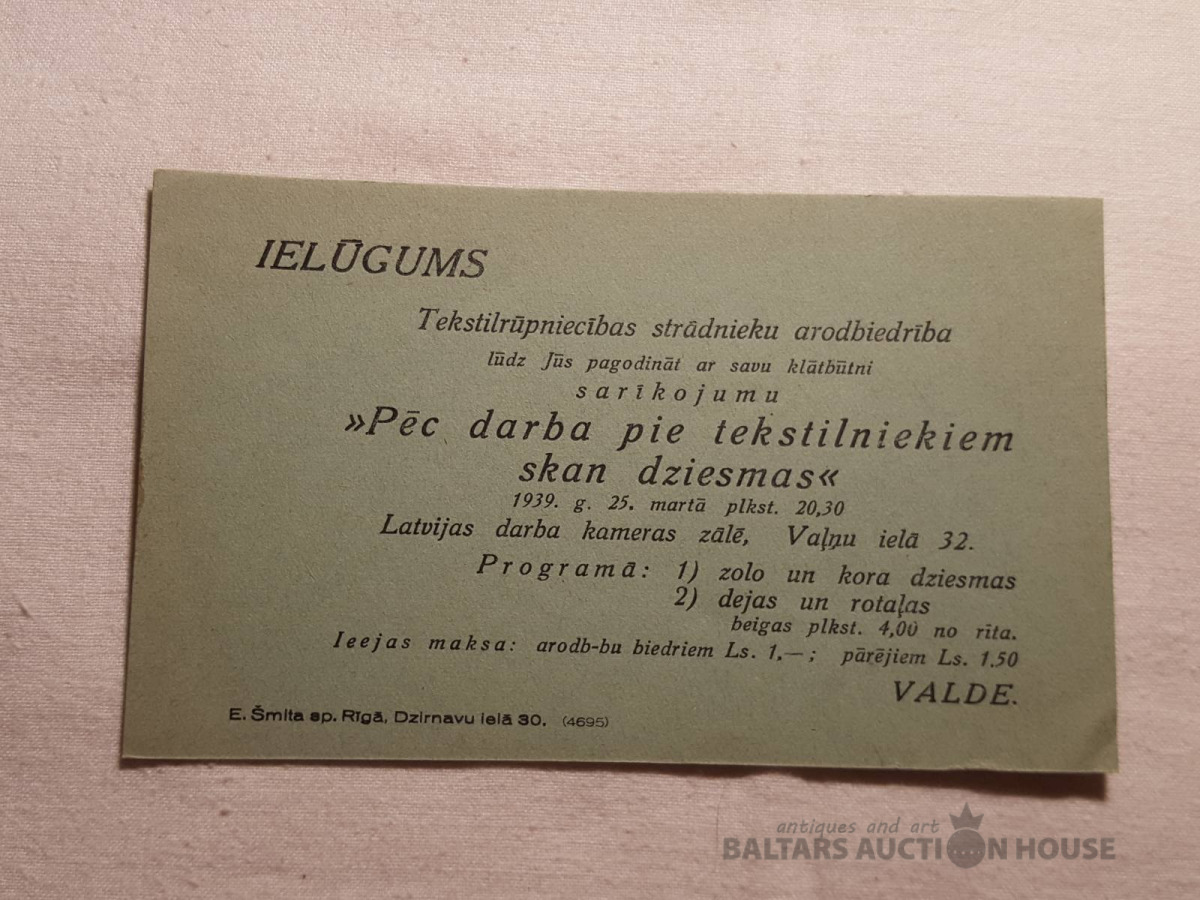 IELŪGUMS
Tekstilrūpniecības strādnieku arodbiedrība
lūdz Jūs pagodināt ar savu klātbūtni
sarīkojumu
»Pēc darba pie tekstilniekiem
skan dziesmas«
1939. g. 25. martā plkst. 20,30
Latvijas darba kameras zālē, Vaļņu ielā 32.
Programā: 1) zolo un kora dziesmas
2) dejas un rotaļas
beigas plkst. 4,00 no rīta.
Ieejas maksa: arodb-bu biedriem Ls. 1.—; pārējiem Ls. 1.50
VALDE.
E. Šmita sp. Rīgā, Dzirnavu ielā 30. (4695)
antiques and art
BALTARS AUCTION HOUSE